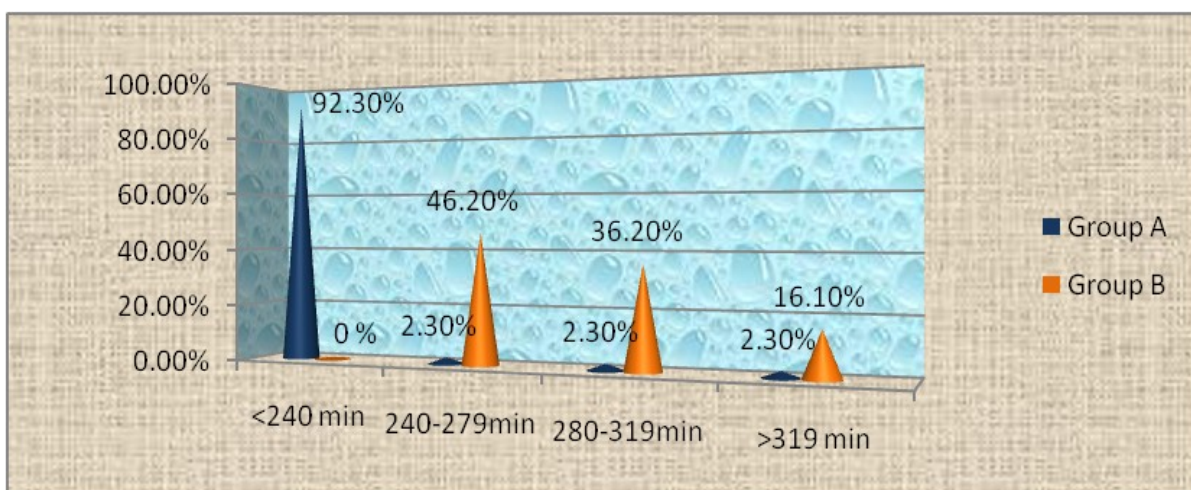 100.00%
80.00%
60.00%
40.00%
20.00%
0.00%
92.30%
0 %
2.30%
46.20%
2.30%
36.20%
2.30%
16.10%
<240 min
240-279min
280-319min
>319 min
Group A
Group B